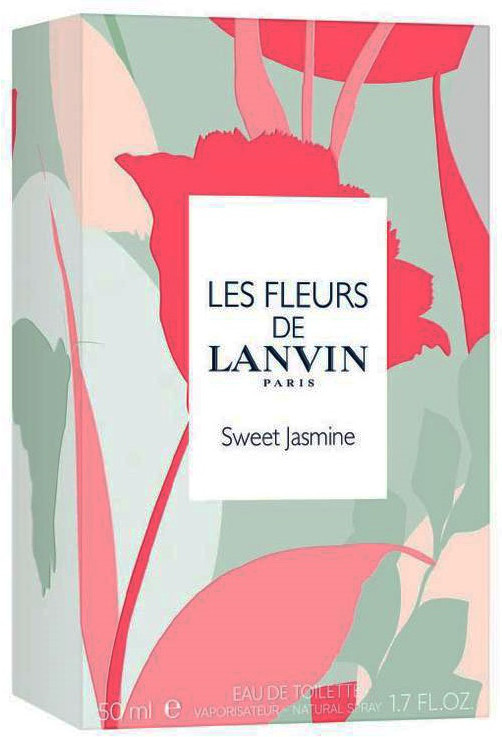 LES FLEURS
DE
LANVIN
PARIS
Sweet Jasmine
EAU DE TOILETTE
50 ml e VAPORISATEUR - NATURAL SPRAY 1.7 FL.OZ.